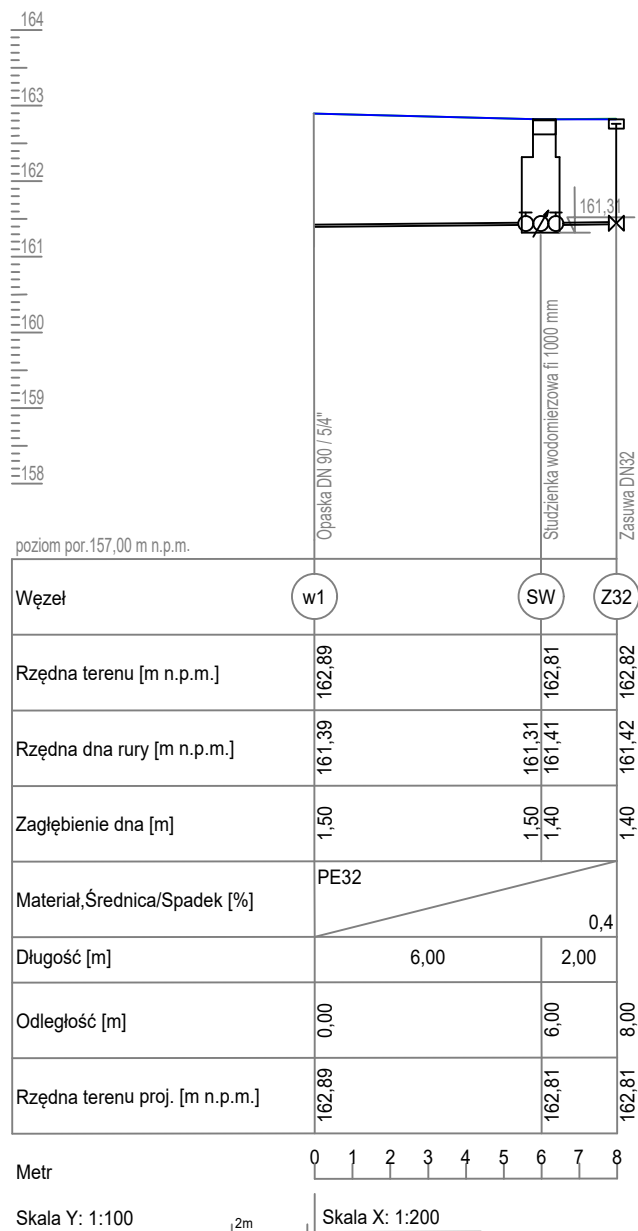 164
163
162
161
160
159
158
161,31
Opaska DN 90 / 5/4"
Studzienka wodomierzowa fi 1000 mm
Zasuwa DN32
poziom por.157,00 m n.p.m.
Węzeł w1 SW Z32
Rzędna terenu [m n.p.m.] 162,89 162,81 162,82
Rzędna dna rury [m n.p.m.] 161,39 161,31 161,41 161,42
Zagłębienie dna [m] 1,50 1,50 1,40 1,40
Materiał,Średnica/Spadek [%] PE32 0,4
Długość [m] 6,00 2,00
Odległość [m] 0,00 6,00 8,00
Rzędna terenu proj. [m n.p.m.] 162,89 162,81 162,81
Metr 0 1 2 3 4 5 6 7 8
Skala Y: 1:100 2m Skala X: 1:200